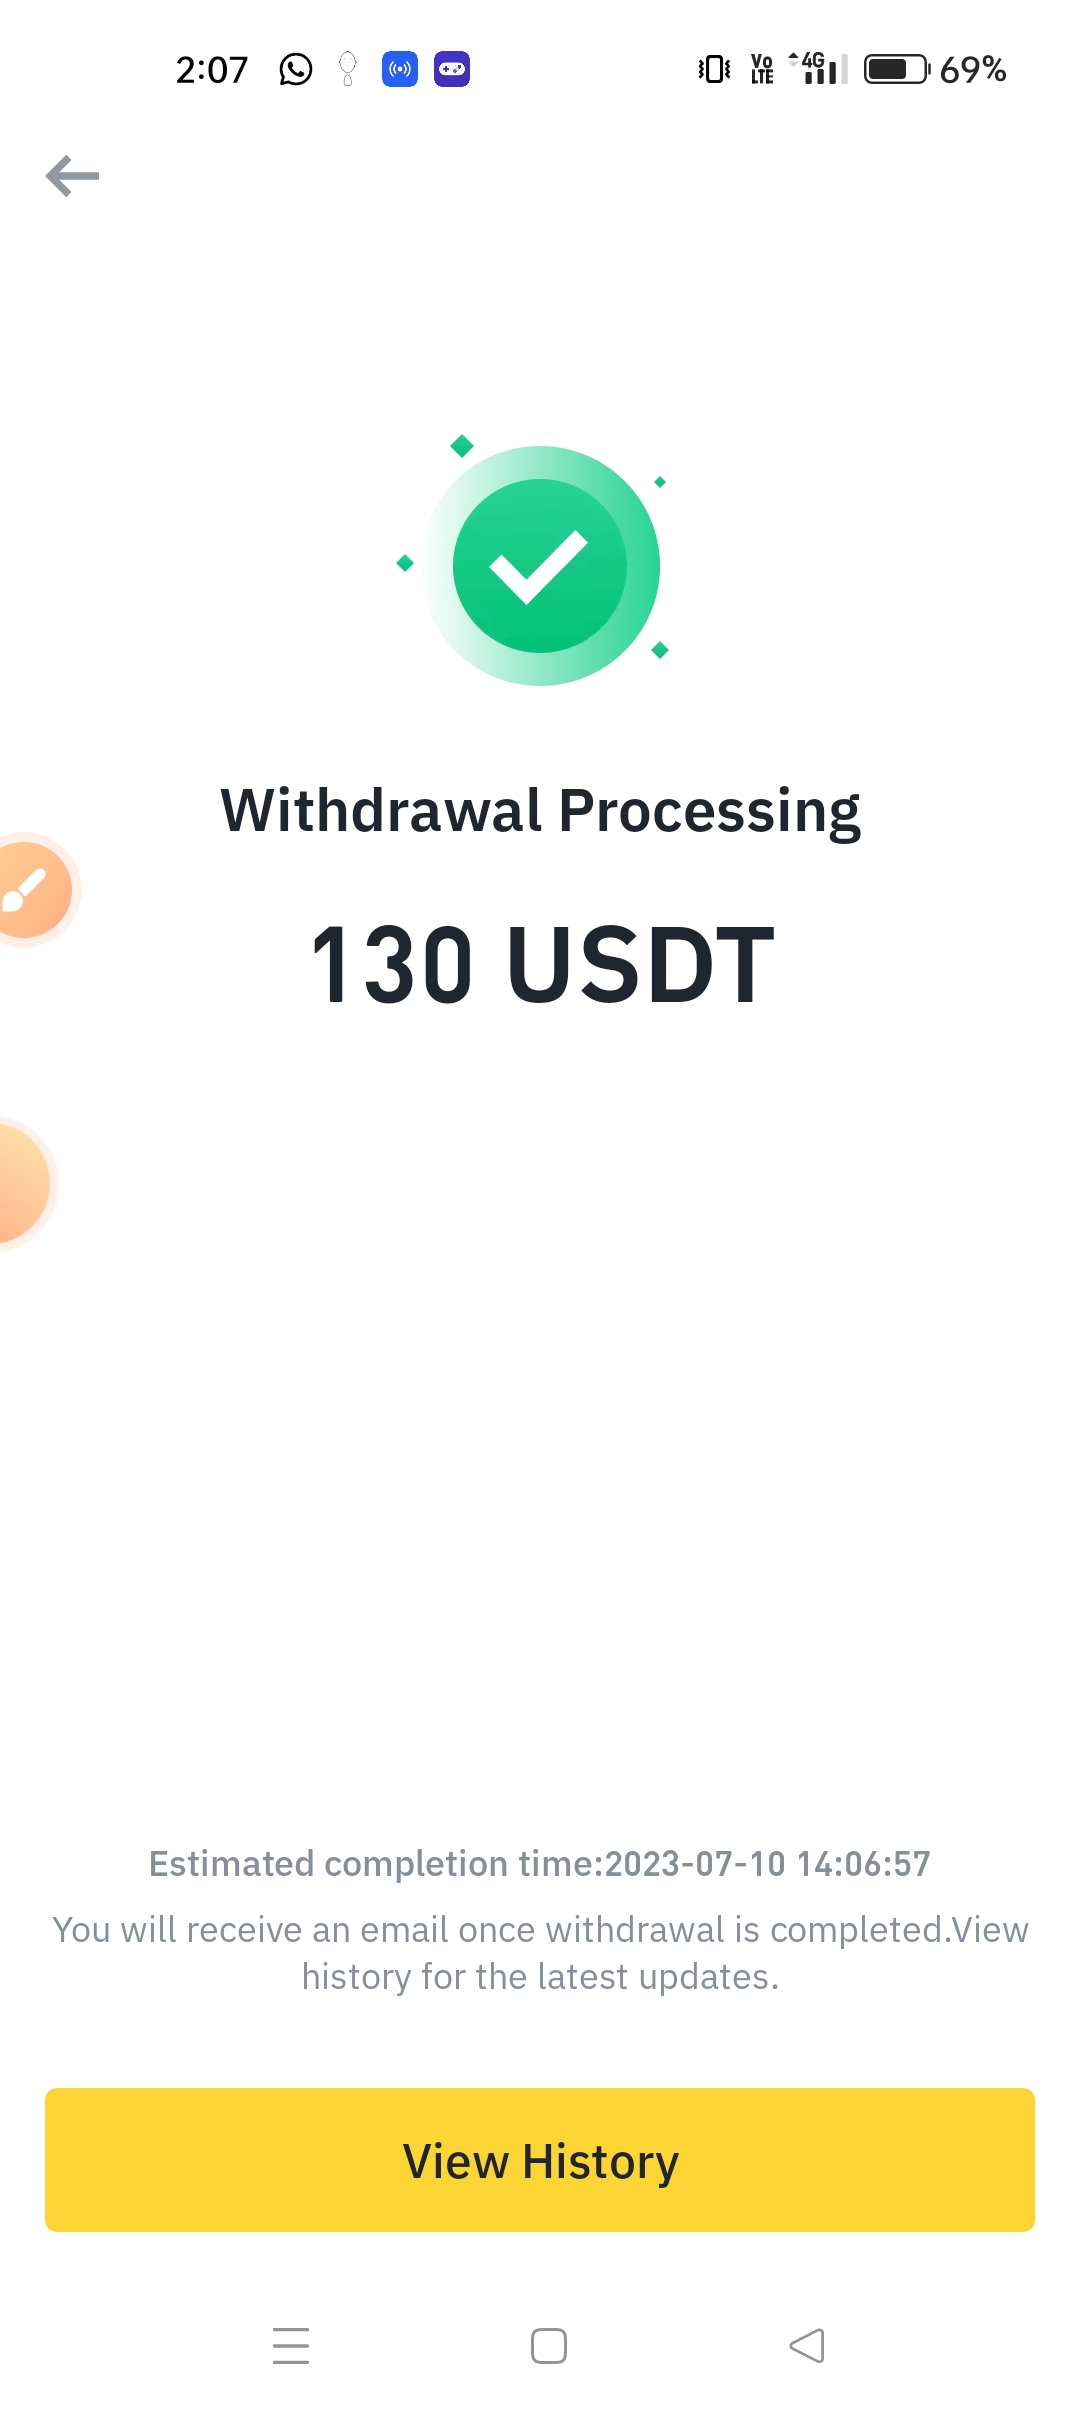 2:07
Vo
LTE
4G
69%
Withdrawal Processing
130 USDT
Estimated completion time:2023-07-10 14:06:57
You will receive an email once withdrawal is completed.View
history for the latest updates.
View History